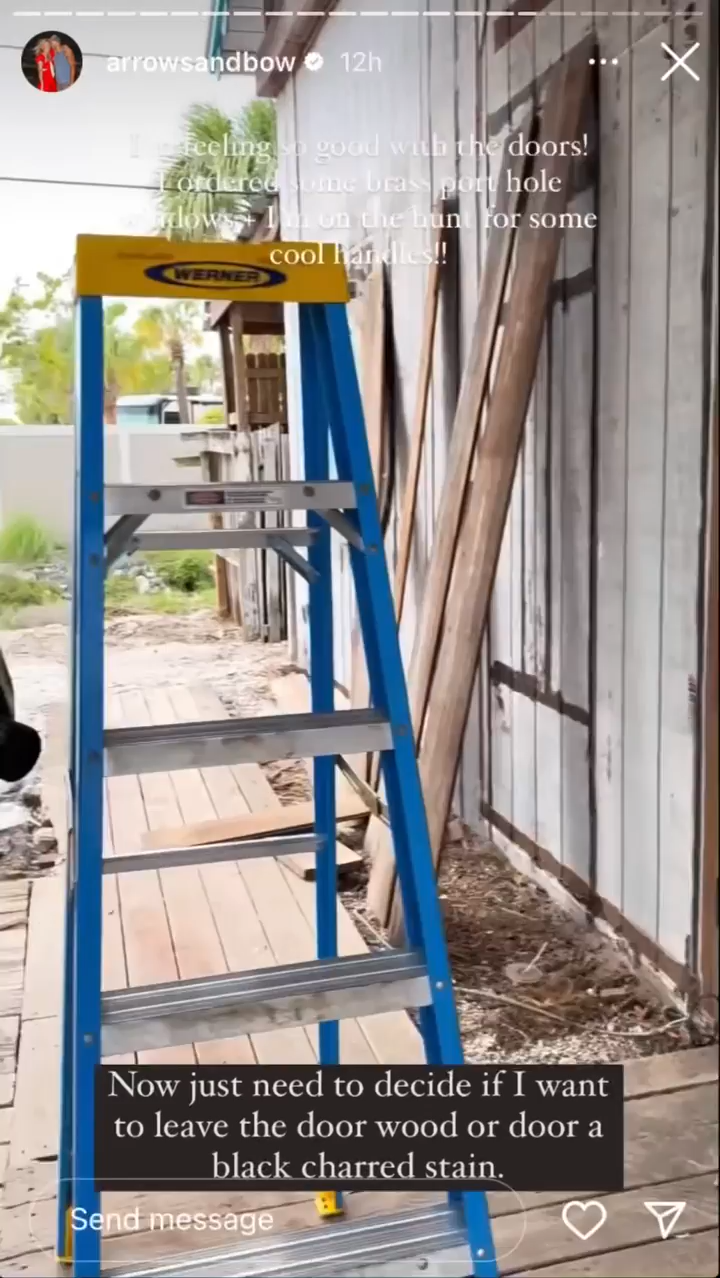 arrowsandbow 12h
feeling so good with the doors!
I ordered some brass port hole
windows + I'm on the hunt for some
cool handles!!
WERNER
Now just need to decide if I want
to leave the door wood or door a
black charred stain.
Send message